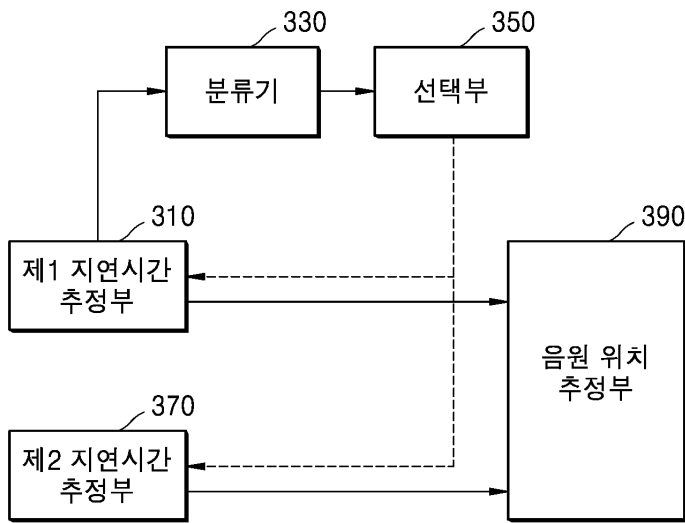 330
350
분류기
선택부
310
390
제1 지연시간
추정부
음원 위치
추정부
370
제2 지연시간
추정부